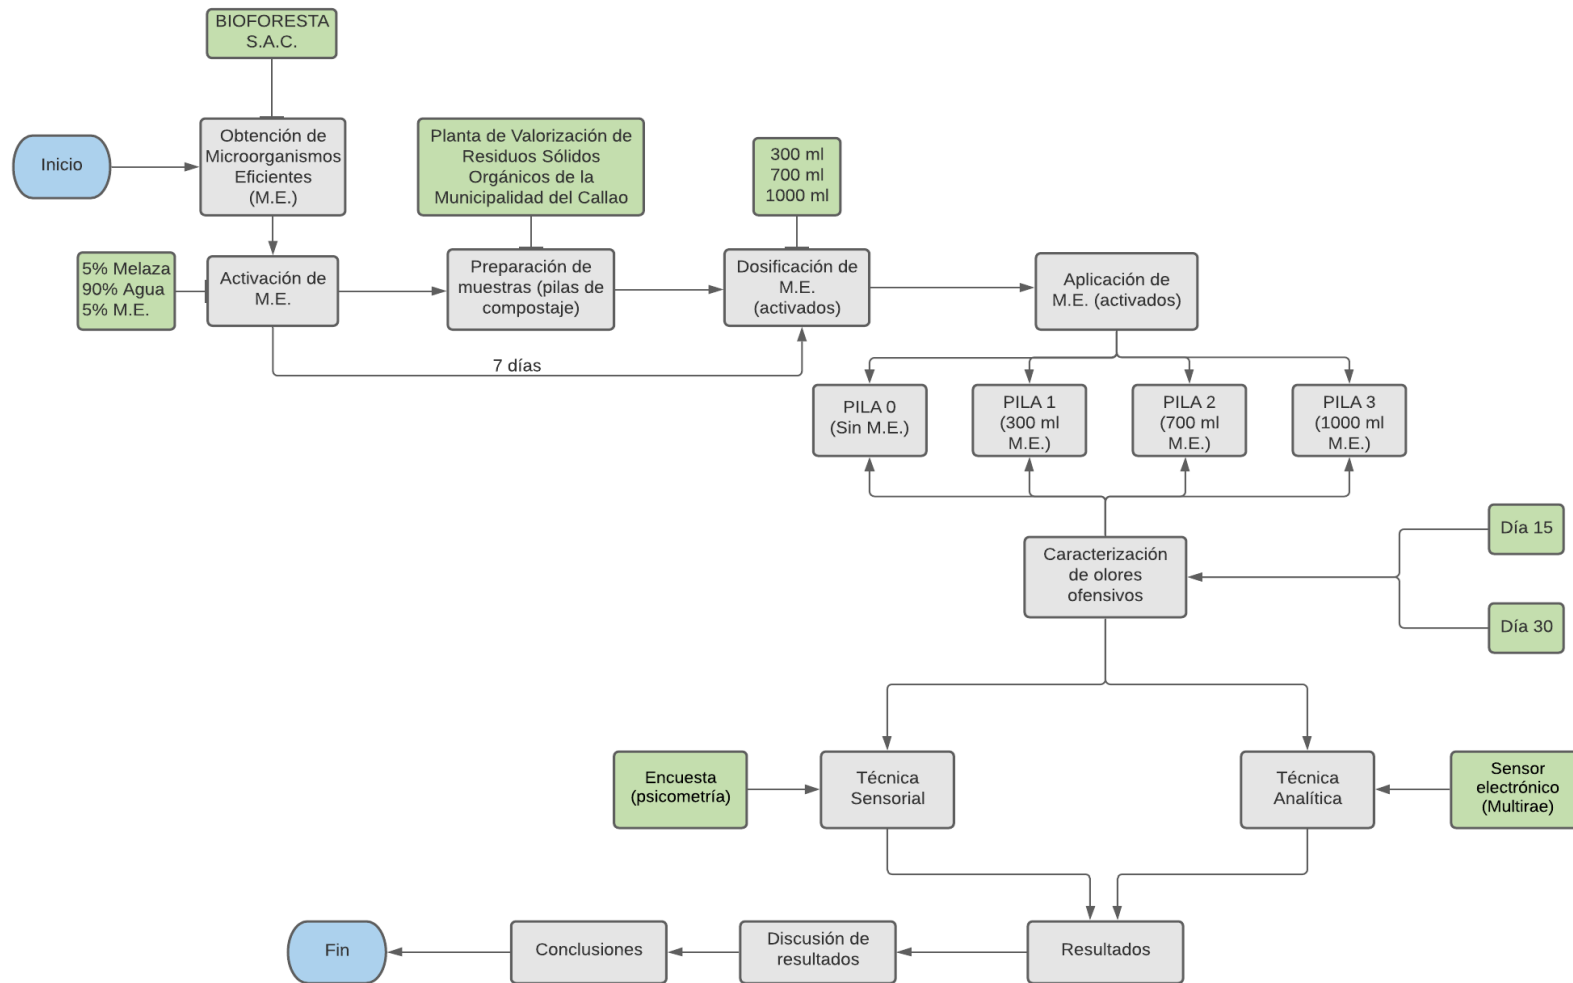 BIOFORESTA
S.A.C.
Inicio
Obtención de
Microorganismos
Eficientes
(M.E.)
Planta de Valorización de
Residuos Sólidos
Orgánicos de la
Municipalidad del Callao
300 ml
700 ml
1000 ml
5% Melaza
90% Agua
5% M.E.
Activación de
M.E.
Preparación de
muestras (pilas de
compostaje)
Dosificación de
M.E.
(activados)
Aplicación de
M.E. (activados)
7 días
PILA 0
(Sin M.E.)
PILA 1
(300 ml
M.E.)
PILA 2
(700 ml
M.E.)
PILA 3
(1000 ml
M.E.)
Caracterización
de olores
ofensivos
Día 15
Día 30
Encuesta
(psicometría)
Técnica
Sensorial
Técnica
Analítica
Sensor
electrónico
(Multirae)
Fin
Conclusiones
Discusión de
resultados
Resultados